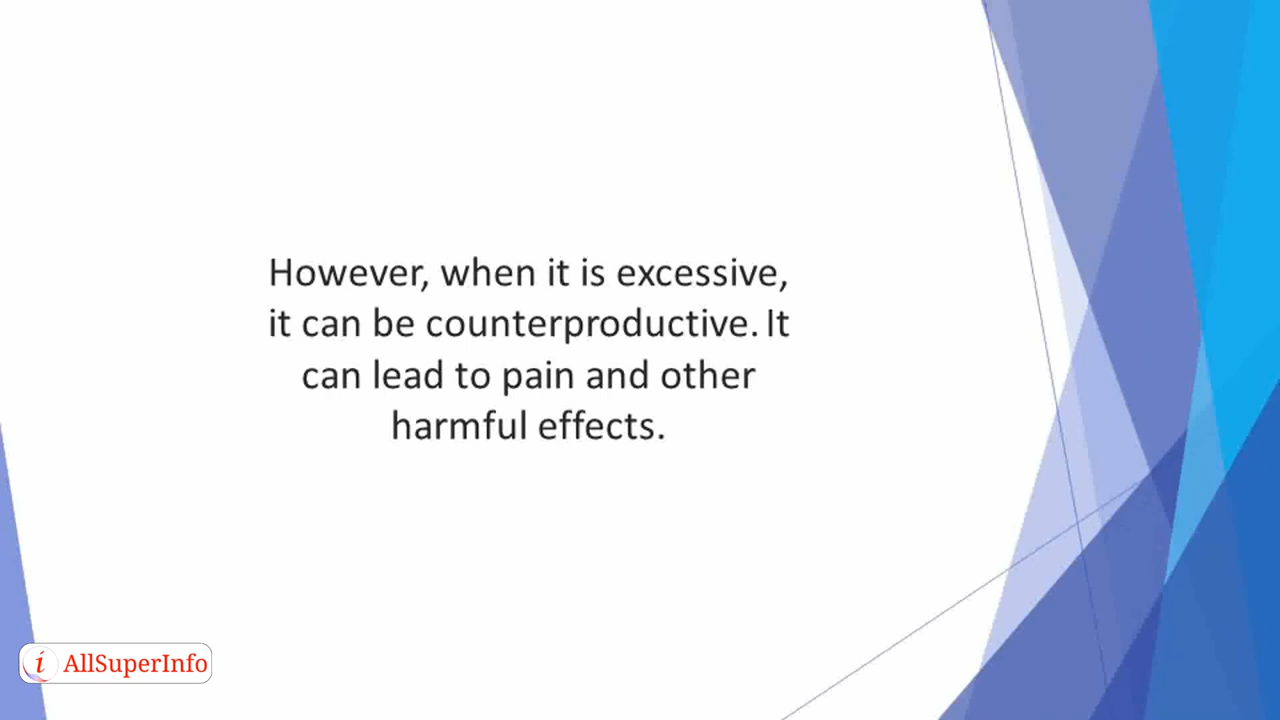 However, when it is excessive,
it can be counterproductive. It
can lead to pain and other
harmful effects.
i AllSuperInfo